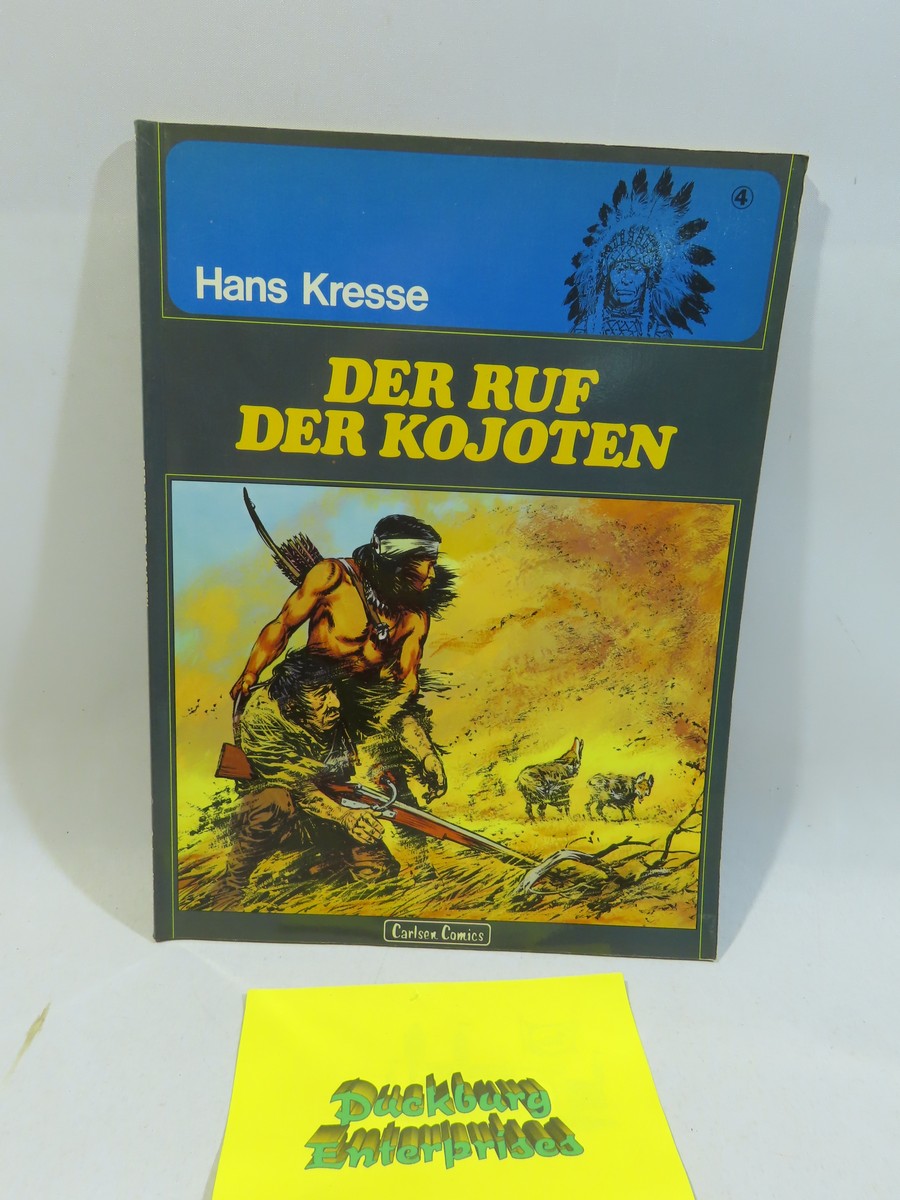 4
Hans Kresse
DER RUF
DER KOJOTEN
Carlsen Comics
Duckburg
Enterprises